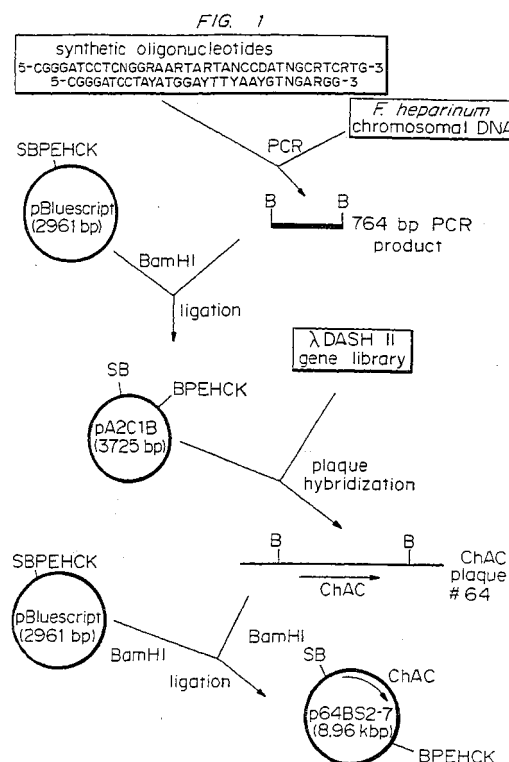 FIG. 1
synthetic oligonucleotides
5-CGGGATCCTCNGGRAARTARTANCCDATNGCRTCRTG-3
5-CGGGATCCTAYATGGAYTTYAAYGTNGARGG-3
F. heparinum
chromosomal DNA
PCR
SBPEHCK
pBluescript
(2961 bp)
B
B
764 bp PCR
product
BamHI
ligation
λ DASH II
gene library
SB
BPEHCK
pA2C1B
(3725 bp)
plaque
hybridization
B
B
ChAC
plaque
#64
ChAC
SBPEHCK
pBluescript
(2961 bp)
BamHI
BamHI
ligation
SB
ChAC
p64BS2-7
(8.96 kbp)
BPEHCK